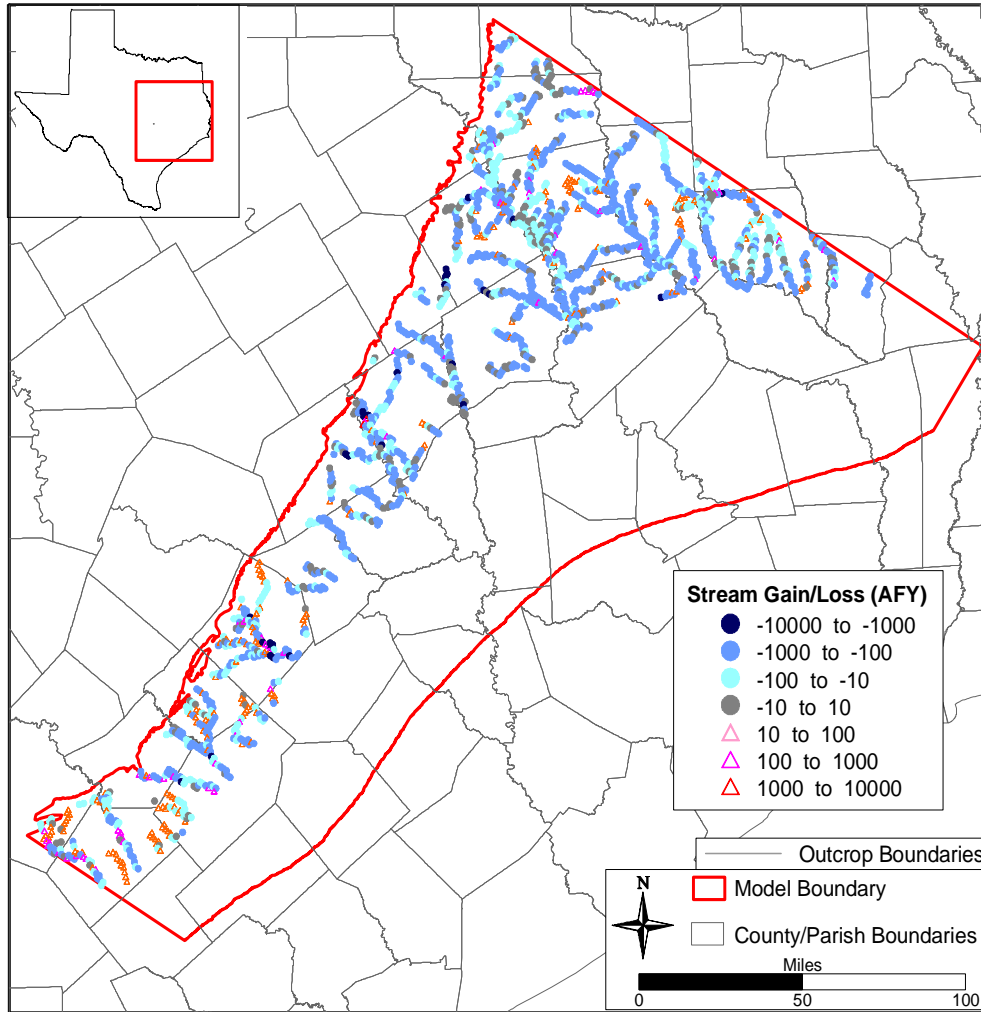 Stream Gain/Loss (AFY)
-10000 to -1000
-1000 to -100
-100 to -10
-10 to 10
10 to 100
100 to 1000
1000 to 10000
Outcrop Boundaries
N
Model Boundary
County/Parish Boundaries
Miles
0 50 100